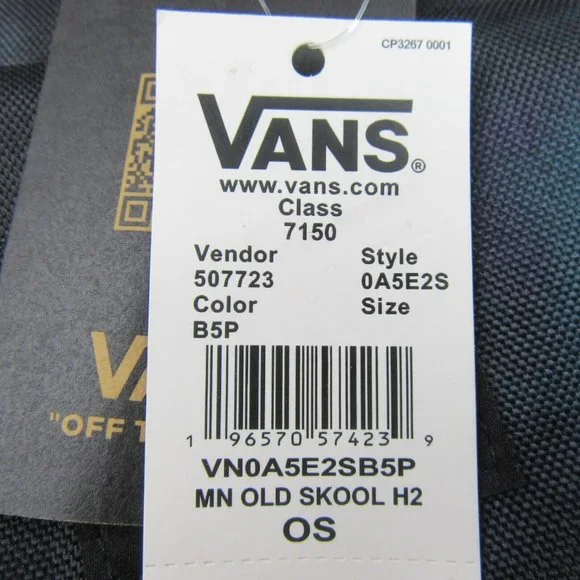 CP3267 0001
VANS®
www.vans.com
Class
7150
Vendor Style
507723 0A5E2S
Color Size
B5P
1 96570 57423 9
VN0A5E2SB5P
MN OLD SKOOL H2
OS
VA
"OFF T